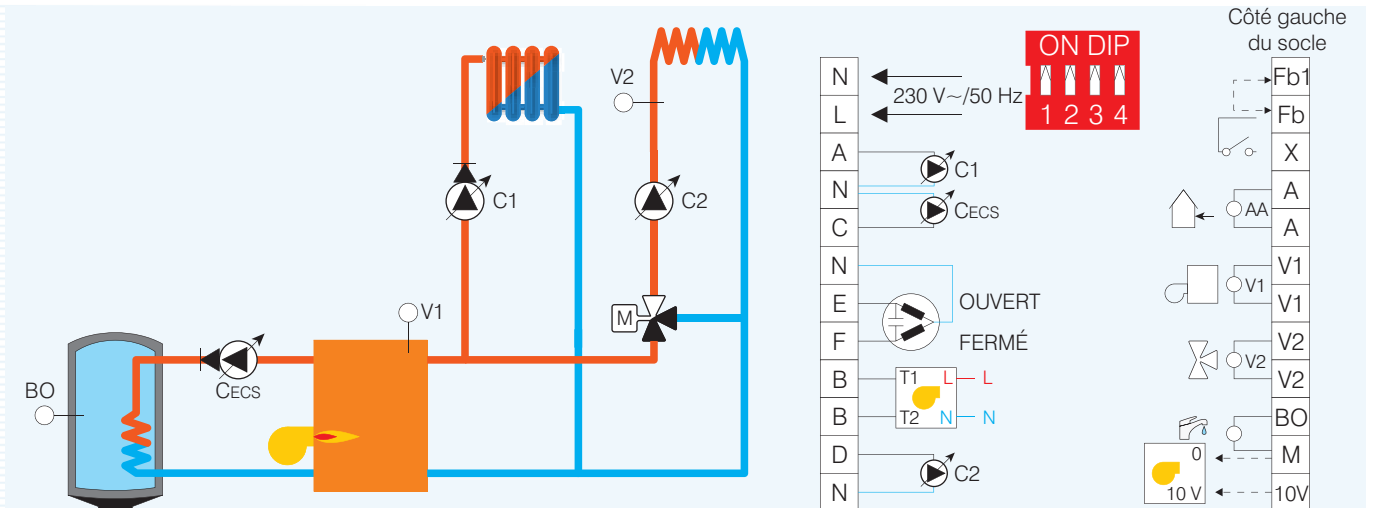 Côté gauche
du socle
V2
C1
C2
V1
M
BO
CECS
N
L
A
N
C
N
E
F
B
B
D
N
230 V~/50 Hz
ON DIP
1 2 3 4
C1
CECS
OUVERT
FERMÉ
T1 L L
T2 N N
C2
Fb1
Fb
X
A
AA
A
V1
V1
V1
V2
V2
V2
BO
0
M
10 V
10V